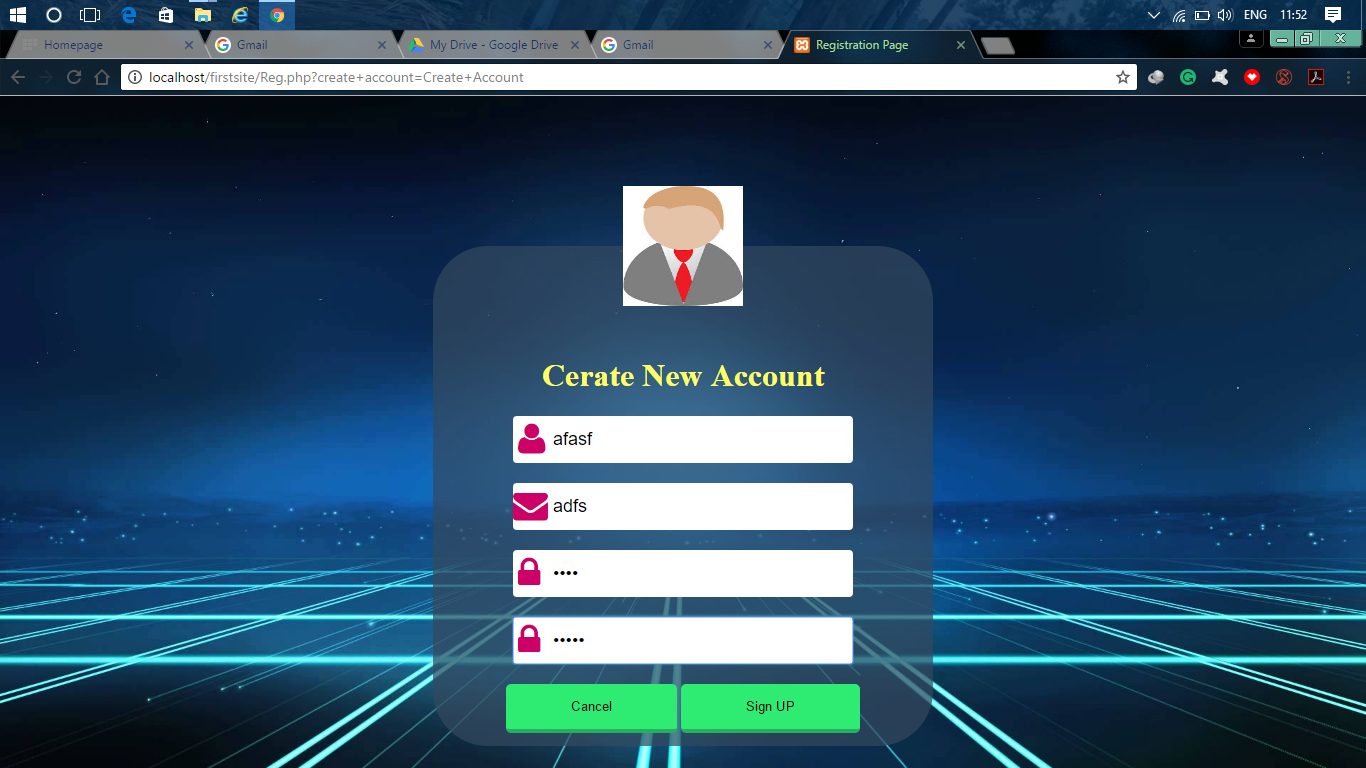 ENG 11:52
Homepage Gmail My Drive - Google Drive Gmail Registration Page
localhost/firstsite/Reg.php?create+account=Create+Account
Cerate New Account
afasf
adfs
••••
•••••
Cancel Sign UP